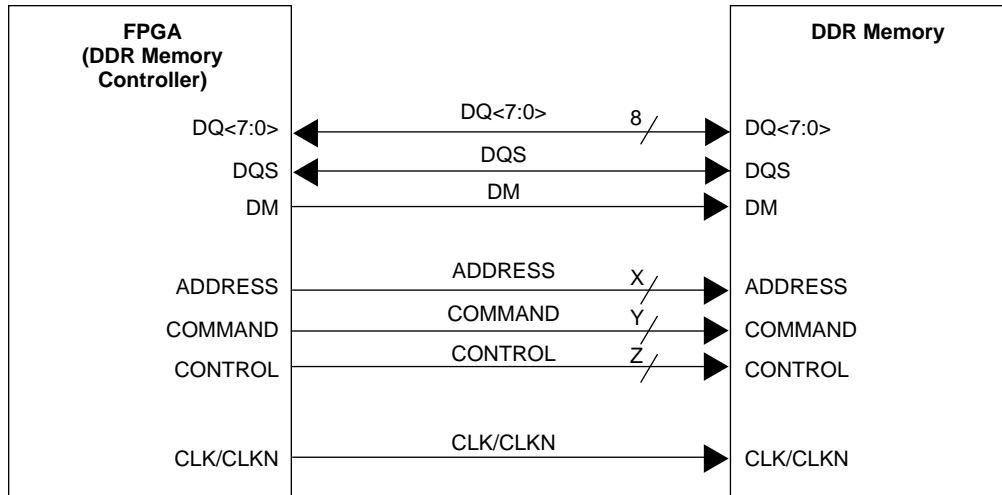 FPGA
(DDR Memory
Controller)
DDR Memory
DQ<7:0>
DQ<7:0>
8
DQ<7:0>
DQS
DQS
DQS
DM
DM
DM
ADDRESS
ADDRESS
X
ADDRESS
COMMAND
COMMAND
Y
COMMAND
CONTROL
CONTROL
Z
CONTROL
CLK/CLKN
CLK/CLKN
CLK/CLKN